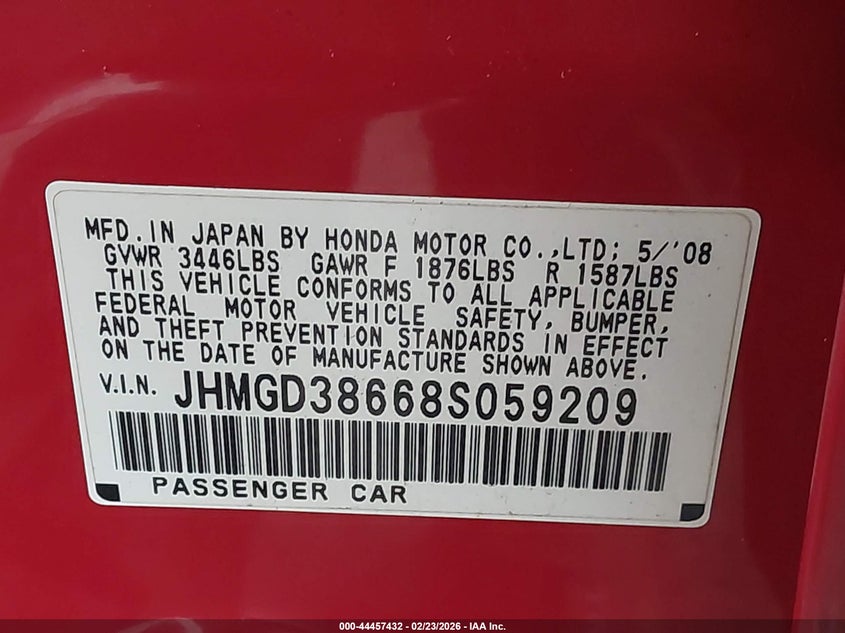 MFD.IN JAPAN BY HONDA MOTOR CO.,LTD; 5/'08
GVWR 3446LBS GAWR F 1876LBS R 1587LBS
THIS VEHICLE CONFORMS TO ALL APPLICABLE
FEDERAL MOTOR VEHICLE SAFETY, BUMPER,
AND THEFT PREVENTION STANDARDS IN EFFECT
ON THE DATE OF MANUFACTURE SHOWN ABOVE.
V.I.N. JHMGD38668S059209
PASSENGER CAR
000-44457432 - 02/23/2026 - IAA Inc.